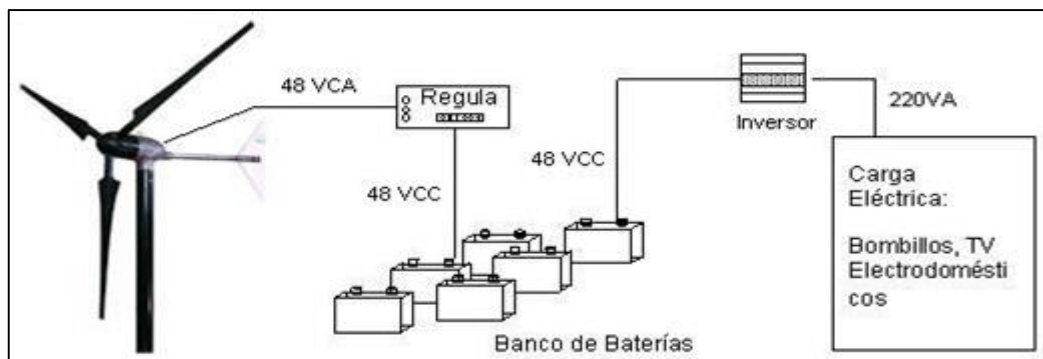 48 VCA
Regula
48 VCC
48 VCC
Inversor
220VA
Carga
Eléctrica:
Bombillos, TV
Electrodomésti
cos
Banco de Baterías